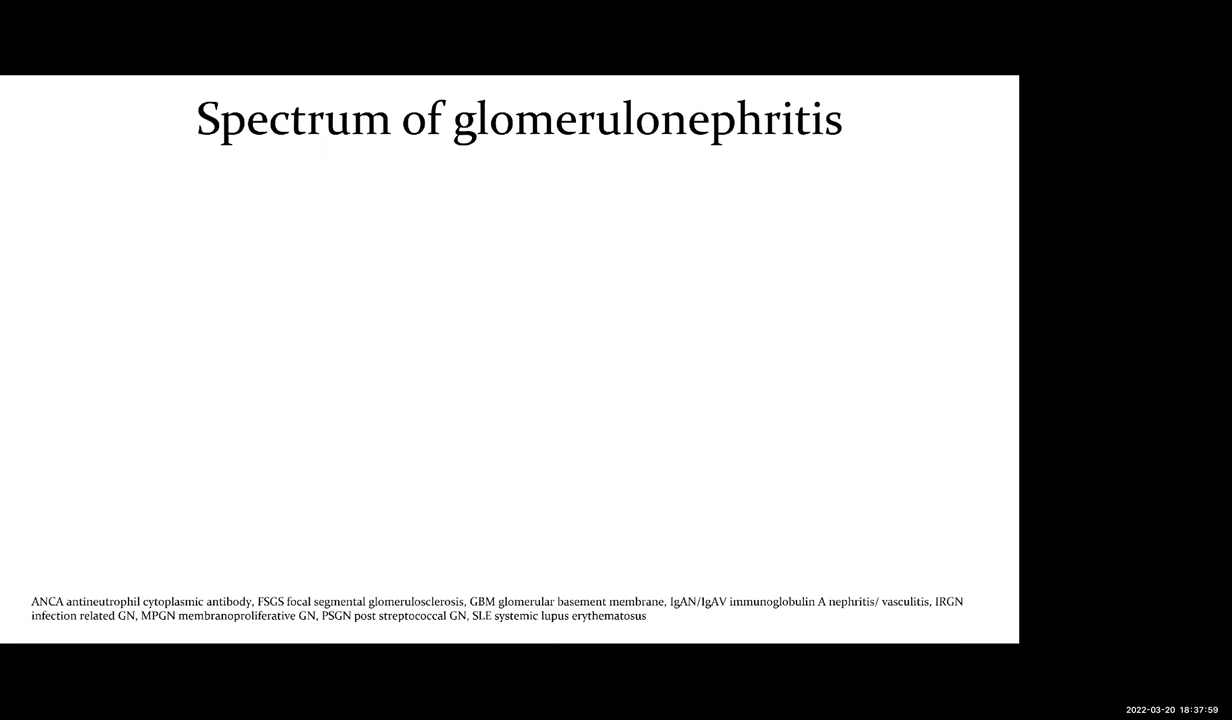 Spectrum of glomerulonephritis
ANCA antineutrophil cytoplasmic antibody, FSGS focal segmental glomerulosclerosis, GBM glomerular basement membrane, IgAN/IgAV immunoglobulin A nephritis/ vasculitis, IRGN
infection related GN, MPGN membranoproliferative GN, PSGN post streptococcal GN, SLE systemic lupus erythematosus
2022-03-20 18:37:59